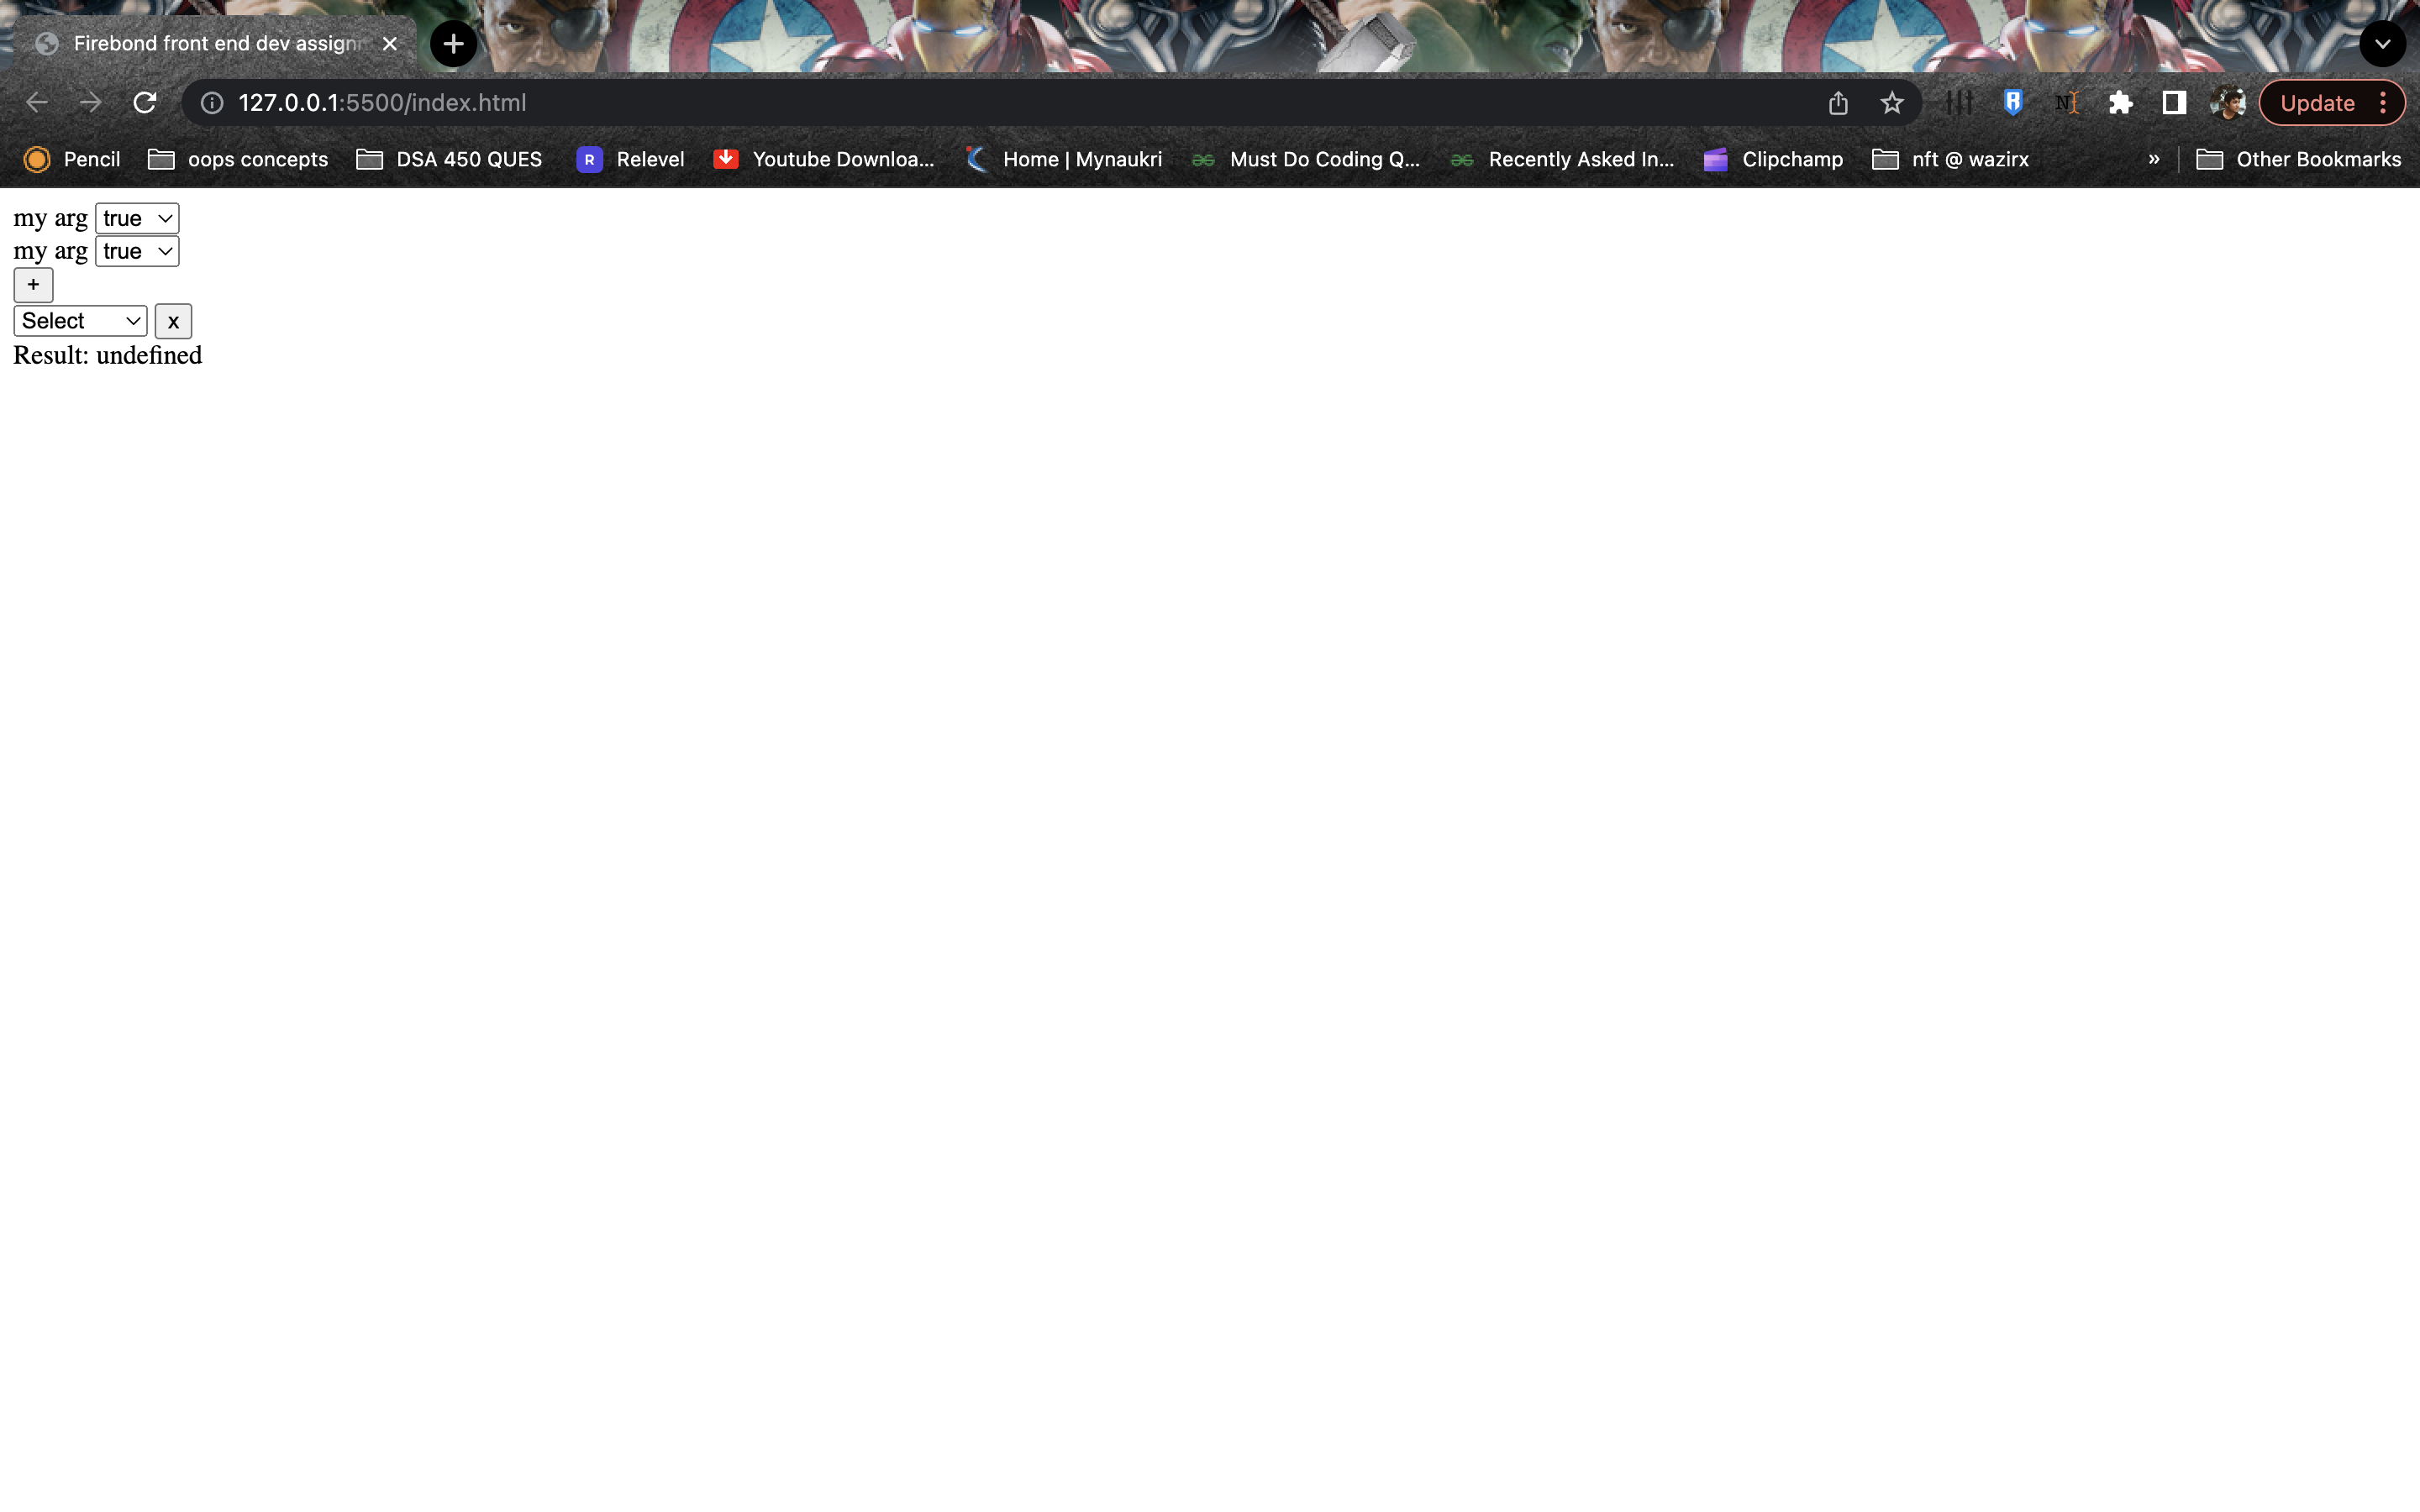 Firebond front end dev assign
127.0.0.1:5500/index.html
Update
Pencil oops concepts DSA 450 QUES R Relevel Youtube Downloa... Home | Mynaukri Must Do Coding Q... Recently Asked In... Clipchamp nft @ wazirx » Other Bookmarks
my arg true
my arg true
+
Select x
Result: undefined